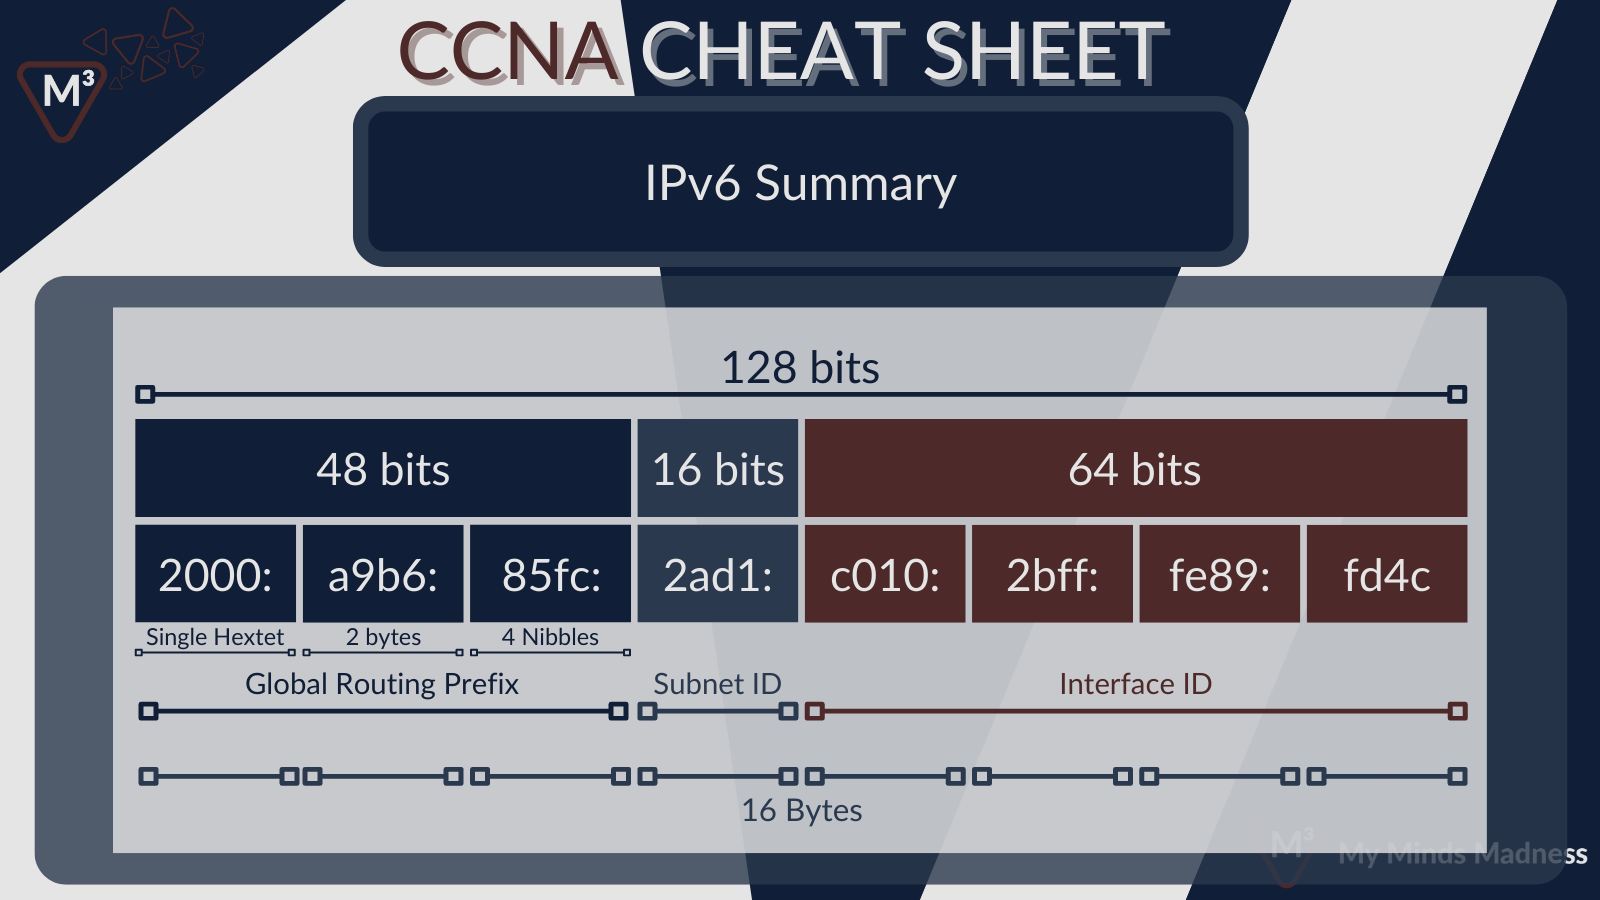 M³
CCNA CHEAT SHEET
IPv6 Summary
128 bits
48 bits 16 bits 64 bits
2000: a9b6: 85fc: 2ad1: c010: 2bff: fe89: fd4c
Single Hextet 2 bytes 4 Nibbles
Global Routing Prefix Subnet ID Interface ID
16 Bytes
M³ My Minds Madness